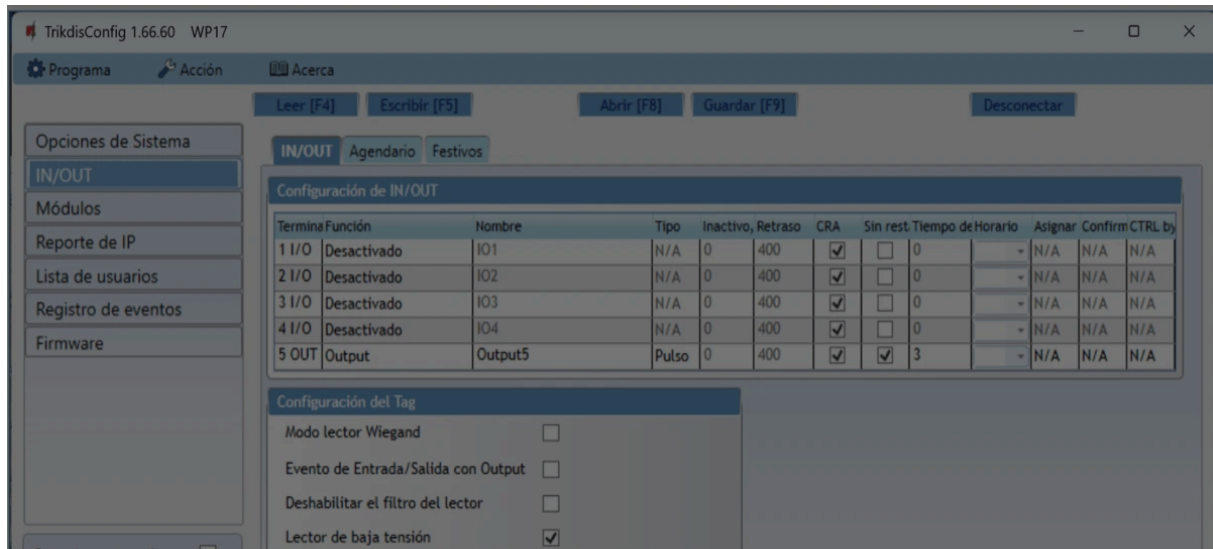 TrikdisConfig 1.66.60 WP17
Programa Acción Acerca
Leer [F4] Escribir [F5] Abrir [F8] Guardar [F9] Desconectar
Opciones de Sistema
IN/OUT
Módulos
Reporte de IP
Lista de usuarios
Registro de eventos
Firmware
IN/OUT Agendario Festivos
Configuración de IN/OUT
Termina Función Nombre Tipo Inactivo, Retraso CRA Sin rest. Tiempo de Horario Asignar Confirm CTRL by
1 I/O Desactivado IO1 N/A 0 400 0 N/A N/A N/A
2 I/O Desactivado IO2 N/A 0 400 0 N/A N/A N/A
3 I/O Desactivado IO3 N/A 0 400 0 N/A N/A N/A
4 I/O Desactivado IO4 N/A 0 400 0 N/A N/A N/A
5 OUT Output Output5 Pulso 0 400 3 N/A N/A N/A
Configuración del Tag
Modo lector Wiegand
Evento de Entrada/Salida con Output
Deshabilitar el filtro del lector
Lector de baja tensión